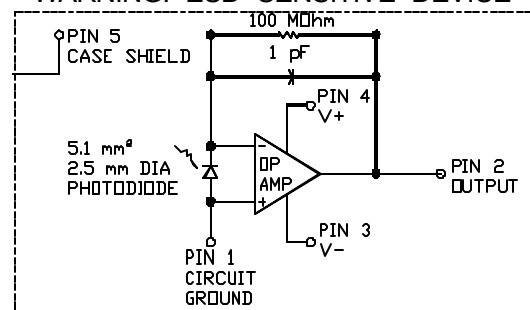 WARNING! ESD SENSITIVE DEVICE
100 MOhm
PIN 5
CASE SHIELD
1 pF
PIN 4
V+
5.1 mm²
2.5 mm DIA
PHOTODIODE
-
OP
AMP
+
PIN 2
OUTPUT
PIN 3
V-
PIN 1
CIRCUIT
GROUND